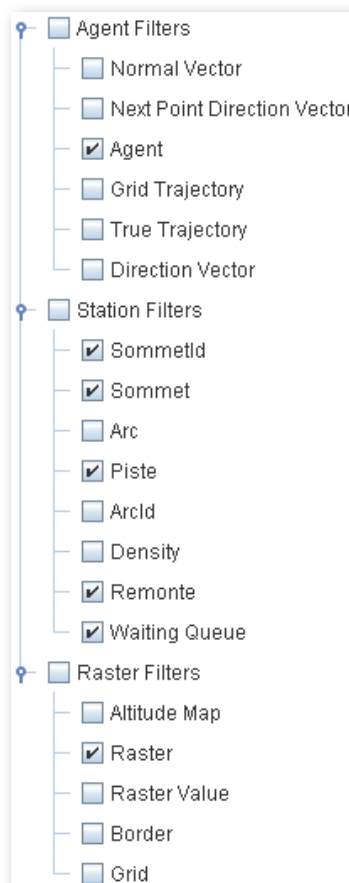 Agent Filters
Normal Vector
Next Point Direction Vector
Agent
Grid Trajectory
True Trajectory
Direction Vector
Station Filters
SommetId
Sommet
Arc
Piste
ArcId
Density
Remonte
Waiting Queue
Raster Filters
Altitude Map
Raster
Raster Value
Border
Grid